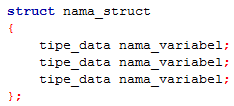 struct nama_struct
{
    tipe_data nama_variabel;
    tipe_data nama_variabel;
    tipe_data nama_variabel;
};